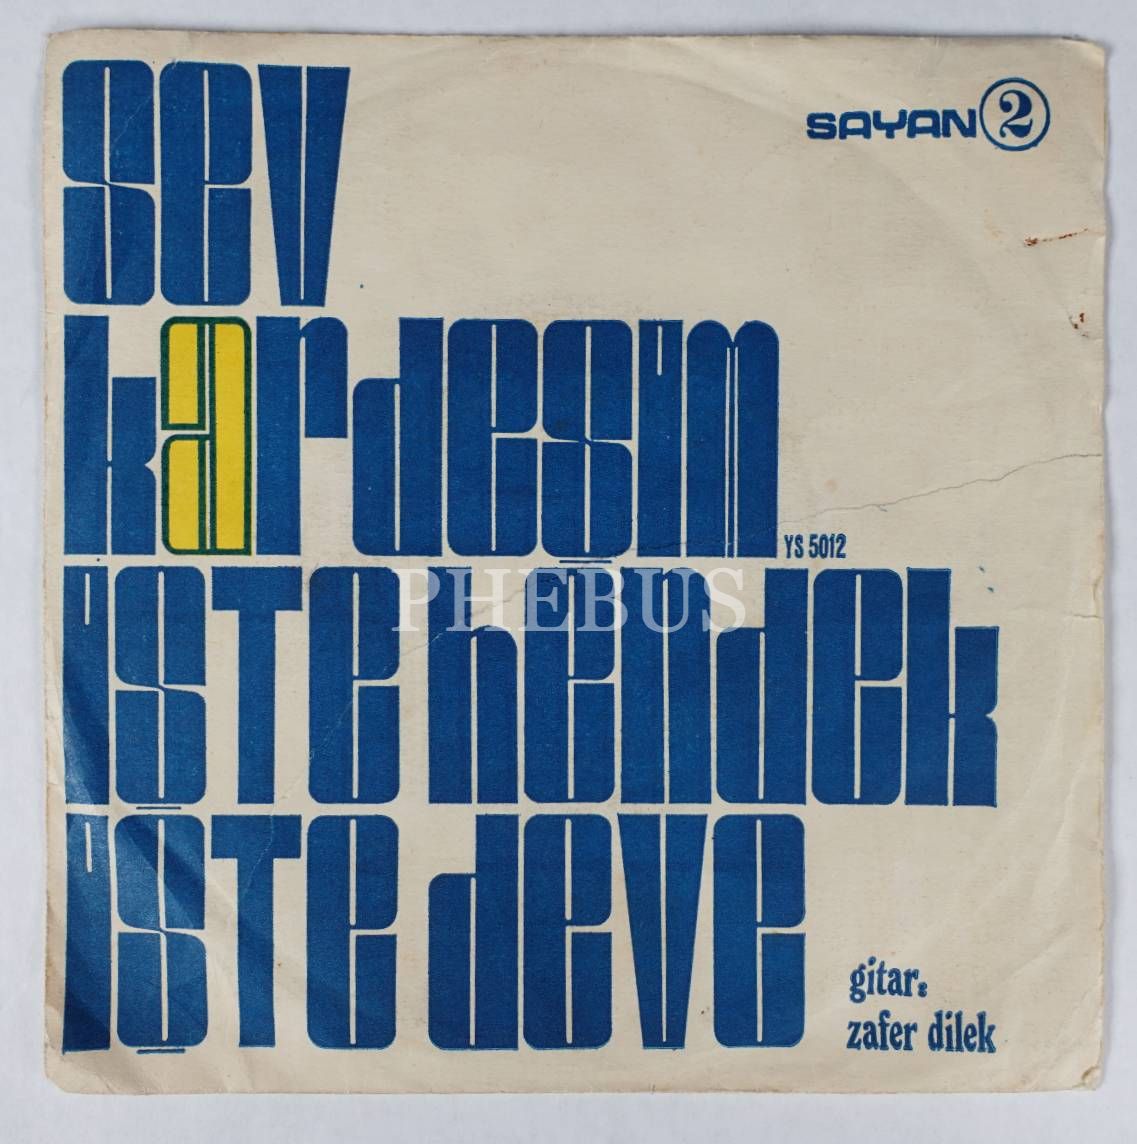 sev
SAYAN 2
kardeşim
YS 5012
işte hendek
PHEBUS
işte deve
gitar:
zafer dilek